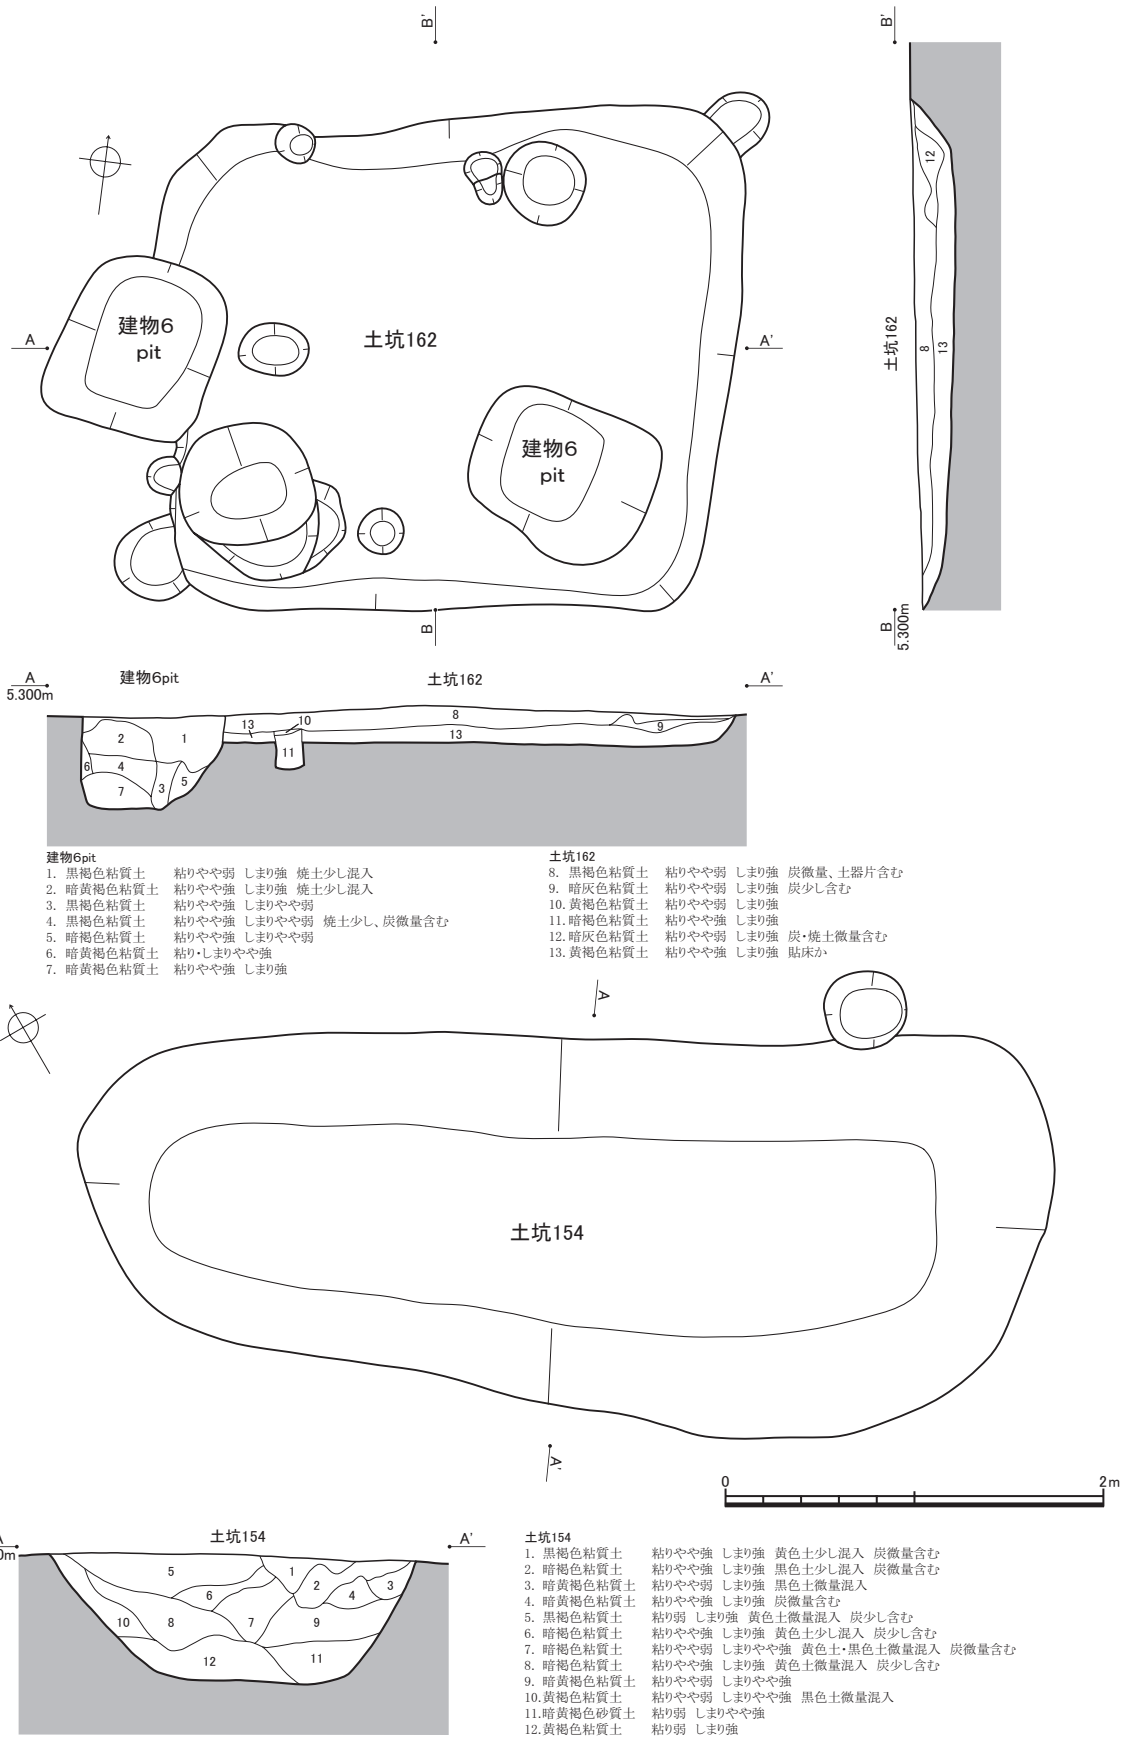 B'
B'
建物6
pit
土坑162
A
A'
12
土坑162
8
13
建物6
pit
B
B
5.300m
A
5.300m
建物6pit
土坑162
A'
13
10
8
9
2
1
11
13
6
4
5
7
3
建物6pit
1. 黒褐色粘質土 粘りやや弱 しまり強 焼土少し混入
2. 暗黄褐色粘質土 粘りやや強 しまり強 焼土少し混入
3. 黒褐色粘質土 粘りやや強 しまりやや弱
4. 黒褐色粘質土 粘りやや強 しまりやや弱 焼土少し、炭微量含む
5. 暗褐色粘質土 粘りやや強 しまりやや弱
6. 暗黄褐色粘質土 粘り・しまりやや強
7. 暗黄褐色粘質土 粘りやや強 しまり強
土坑162
8. 黒褐色粘質土 粘りやや弱 しまり強 炭微量、土器片含む
9. 暗灰色粘質土 粘りやや弱 しまり強 炭少し含む
10. 黄褐色粘質土 粘りやや弱 しまり強
11. 暗褐色粘質土 粘りやや強 しまり強
12. 暗灰色粘質土 粘りやや弱 しまり強 炭・焼土微量含む
13. 黄褐色粘質土 粘りやや強 しまり強 貼床か
A
土坑154
A'
0
2m
土坑154
A'
0m
5
1
2
3
6
4
10
8
7
9
12
11
土坑154
1. 黒褐色粘質土 粘りやや強 しまり強 黄色土少し混入 炭微量含む
2. 暗褐色粘質土 粘りやや弱 しまり強 黒色土少し混入 炭微量含む
3. 暗黄褐色粘質土 粘りやや弱 しまり強 黒色土微量混入
4. 暗黄褐色粘質土 粘りやや強 しまり強 炭微量含む
5. 黒褐色粘質土 粘り弱 しまり強 黄色土微量混入 炭少し含む
6. 暗褐色粘質土 粘りやや強 しまり強 黄色土少し混入 炭少し含む
7. 暗褐色粘質土 粘りやや弱 しまりやや強 黄色土・黒色土微量混入 炭微量含む
8. 暗褐色粘質土 粘りやや強 しまり強 黄色土微量混入 炭少し含む
9. 暗黄褐色粘質土 粘りやや弱 しまりやや強
10.黄褐色粘質土 粘りやや弱 しまりやや強 黒色土微量混入
11.暗黄褐色砂質土 粘り弱 しまりやや強
12.黄褐色粘質土 粘り弱 しまり強